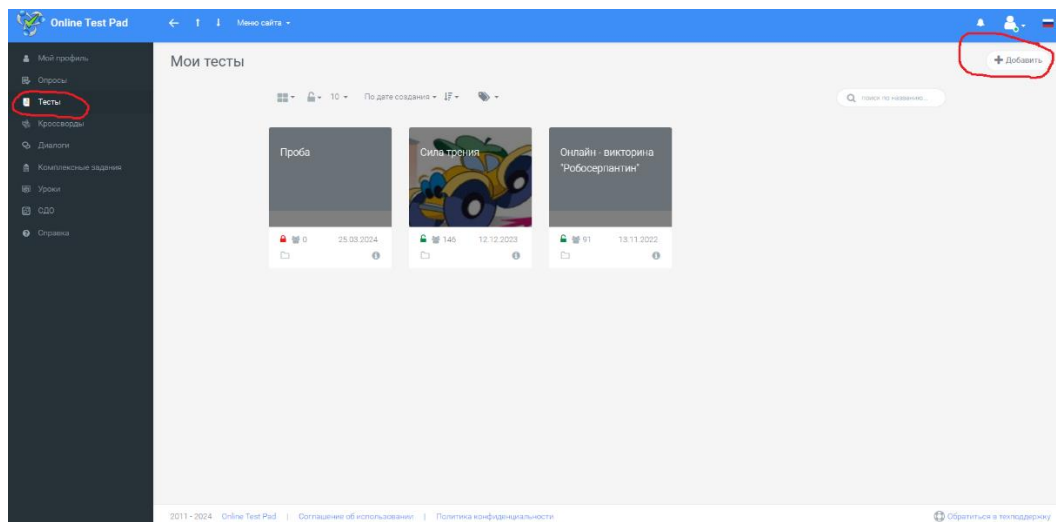 Online Test Pad
Меню сайта
Мой профиль
Опросы
Тесты
Кроссворды
Диалоги
Комплексные задания
Уроки
СДО
Справка
Мои тесты
Добавить
10 По дате создания
поиск по названию...
Проба
0 25.03.2024
Сила трения
146 12.12.2023
Онлайн - викторина
"Робосерпантин"
91 13.11.2022
2011 - 2024 Online Test Pad | Соглашение об использовании | Политика конфиденциальности
Обратиться в техподдержку